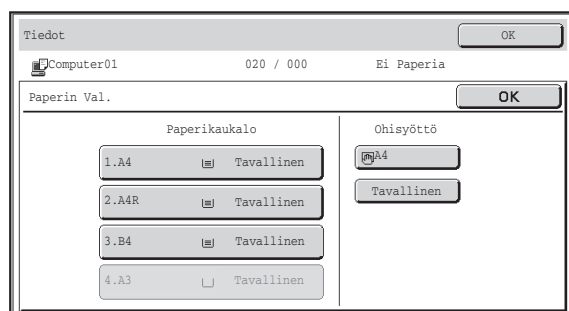 Tiedot OK
Computer01 020 / 000 Ei Paperia
Paperin Val. OK
Paperikaukalo Ohisyöttö
1.A4 Tavallinen A4
2.A4R Tavallinen Tavallinen
3.B4 Tavallinen
4.A3 Tavallinen